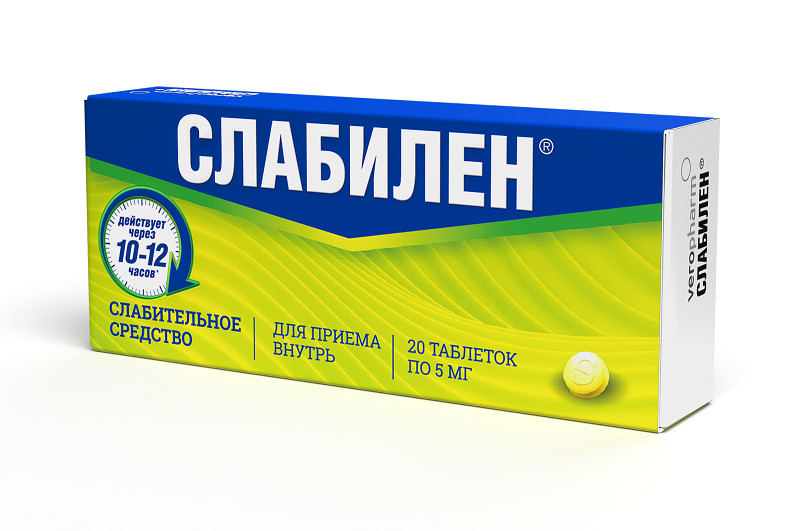 СЛАБИЛЕН®
действует
через
10-12
часов*
СЛАБИТЕЛЬНОЕ
СРЕДСТВО
ДЛЯ ПРИЕМА
ВНУТРЬ
20 ТАБЛЕТОК
ПО 5 МГ
S
veropharm
СЛАБИЛЕН®